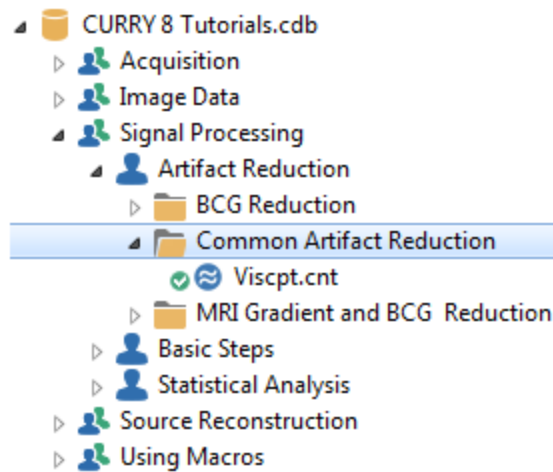 CURRY 8 Tutorials.cdb
Acquisition
Image Data
Signal Processing
Artifact Reduction
BCG Reduction
Common Artifact Reduction
Viscpt.cnt
MRI Gradient and BCG  Reduction
Basic Steps
Statistical Analysis
Source Reconstruction
Using Macros